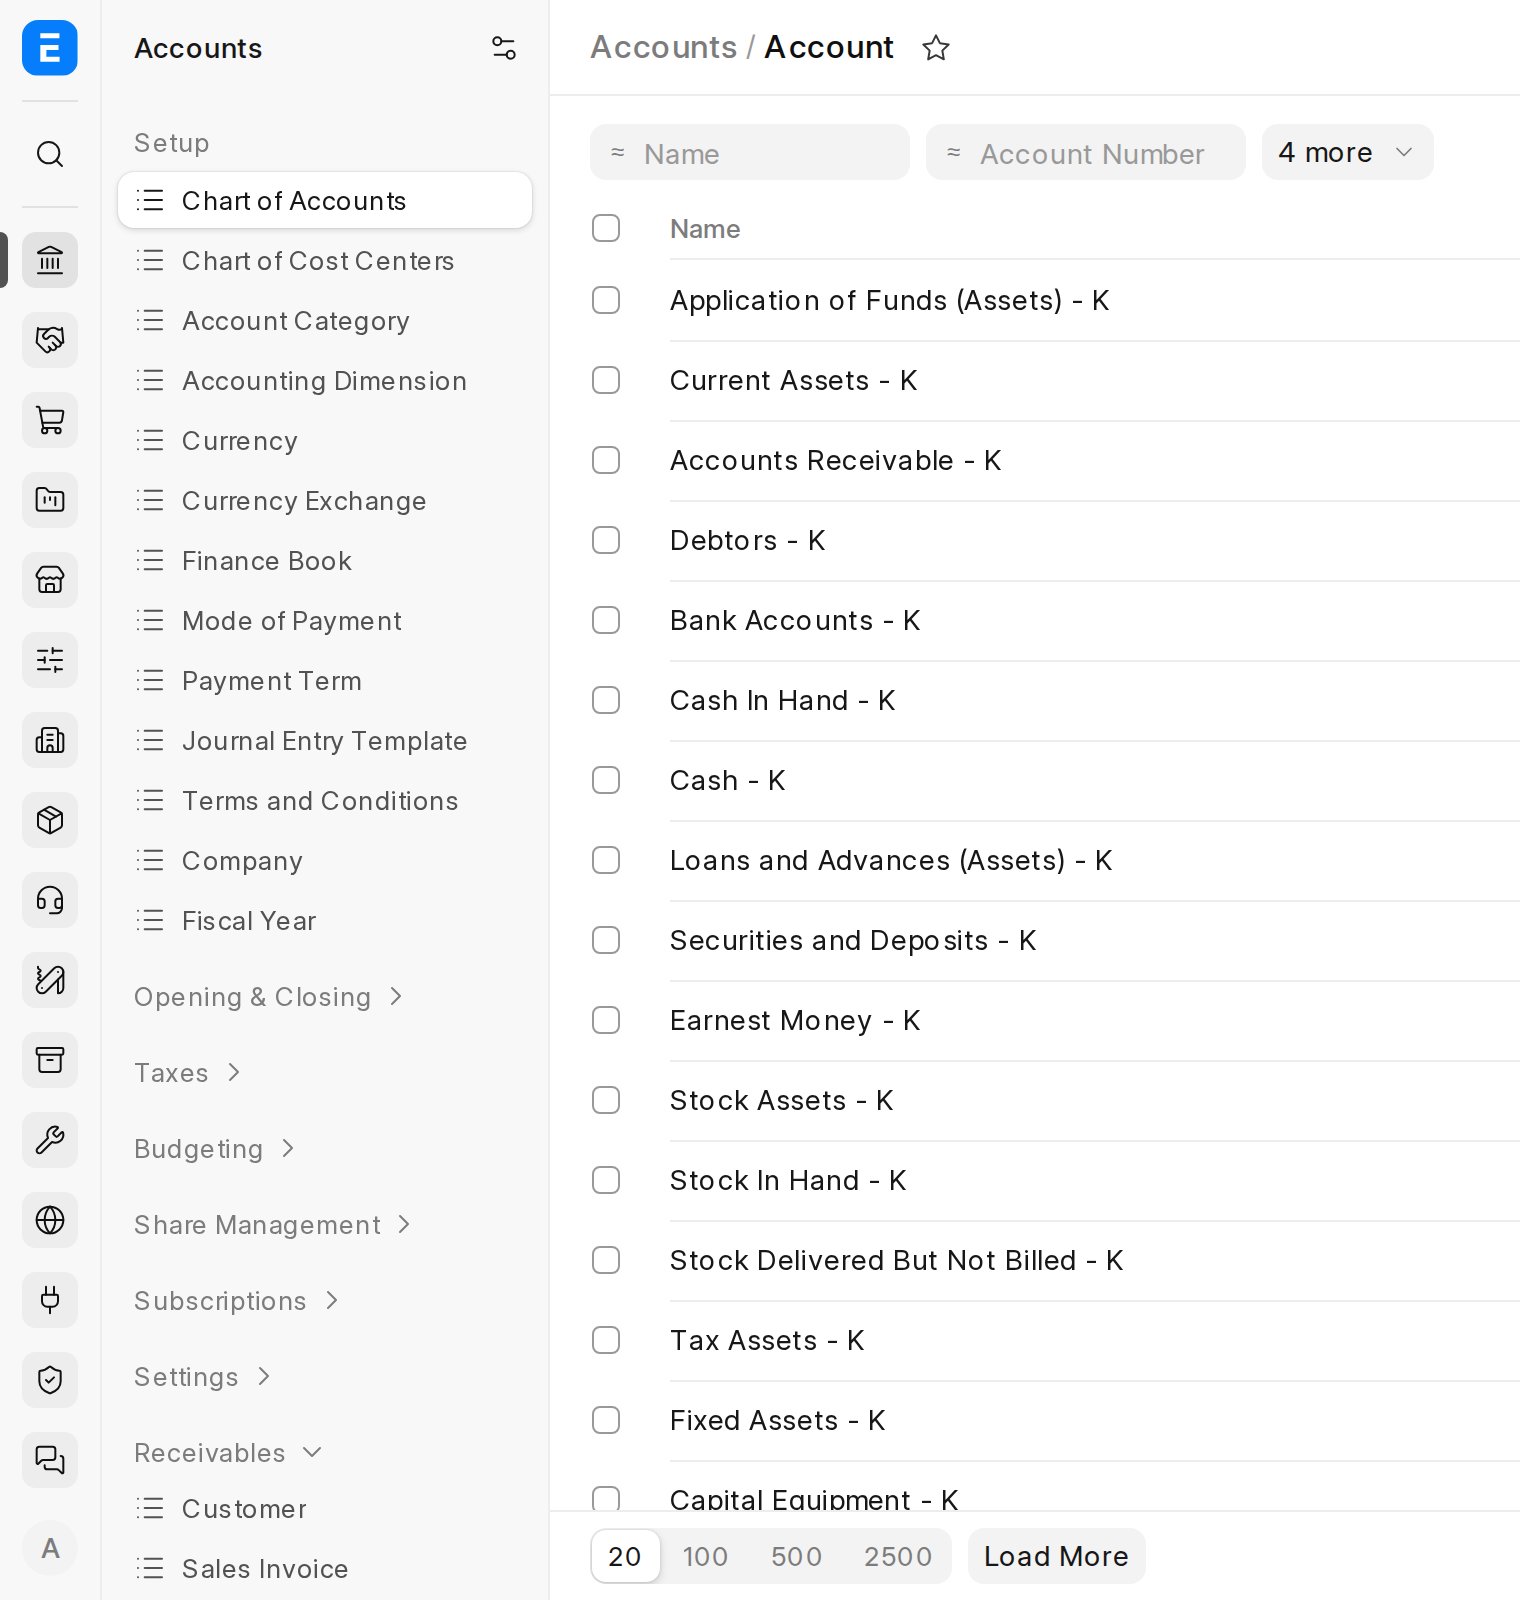 E
Accounts
Setup
Chart of Accounts
Chart of Cost Centers
Account Category
Accounting Dimension
Currency
Currency Exchange
Finance Book
Mode of Payment
Payment Term
Journal Entry Template
Terms and Conditions
Company
Fiscal Year
Opening & Closing
Taxes
Budgeting
Share Management
Subscriptions
Settings
Receivables
Customer
Sales Invoice
A
Accounts / Account
≈ Name
≈ Account Number
4 more
Name
Application of Funds (Assets) - K
Current Assets - K
Accounts Receivable - K
Debtors - K
Bank Accounts - K
Cash In Hand - K
Cash - K
Loans and Advances (Assets) - K
Securities and Deposits - K
Earnest Money - K
Stock Assets - K
Stock In Hand - K
Stock Delivered But Not Billed - K
Tax Assets - K
Fixed Assets - K
Capital Equipment - K
20 100 500 2500 Load More